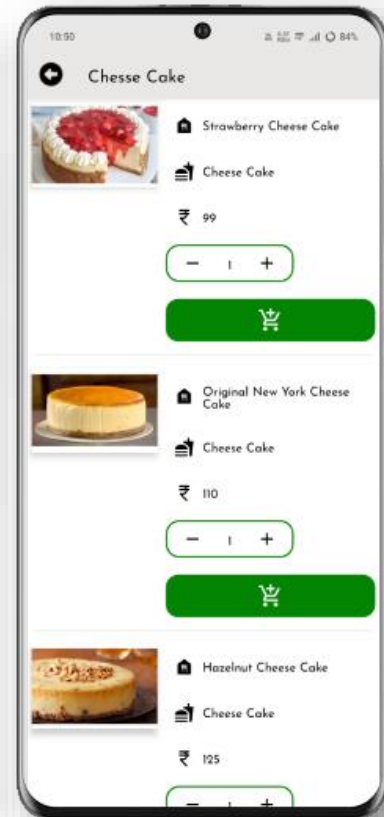 10:50
84%
Chesse Cake
Strawberry Cheese Cake
Cheese Cake
₹ 99
− 1 +
Original New York Cheese
Cake
Cheese Cake
₹ 110
− 1 +
Hazelnut Cheese Cake
Cheese Cake
₹ 125
− 1 +